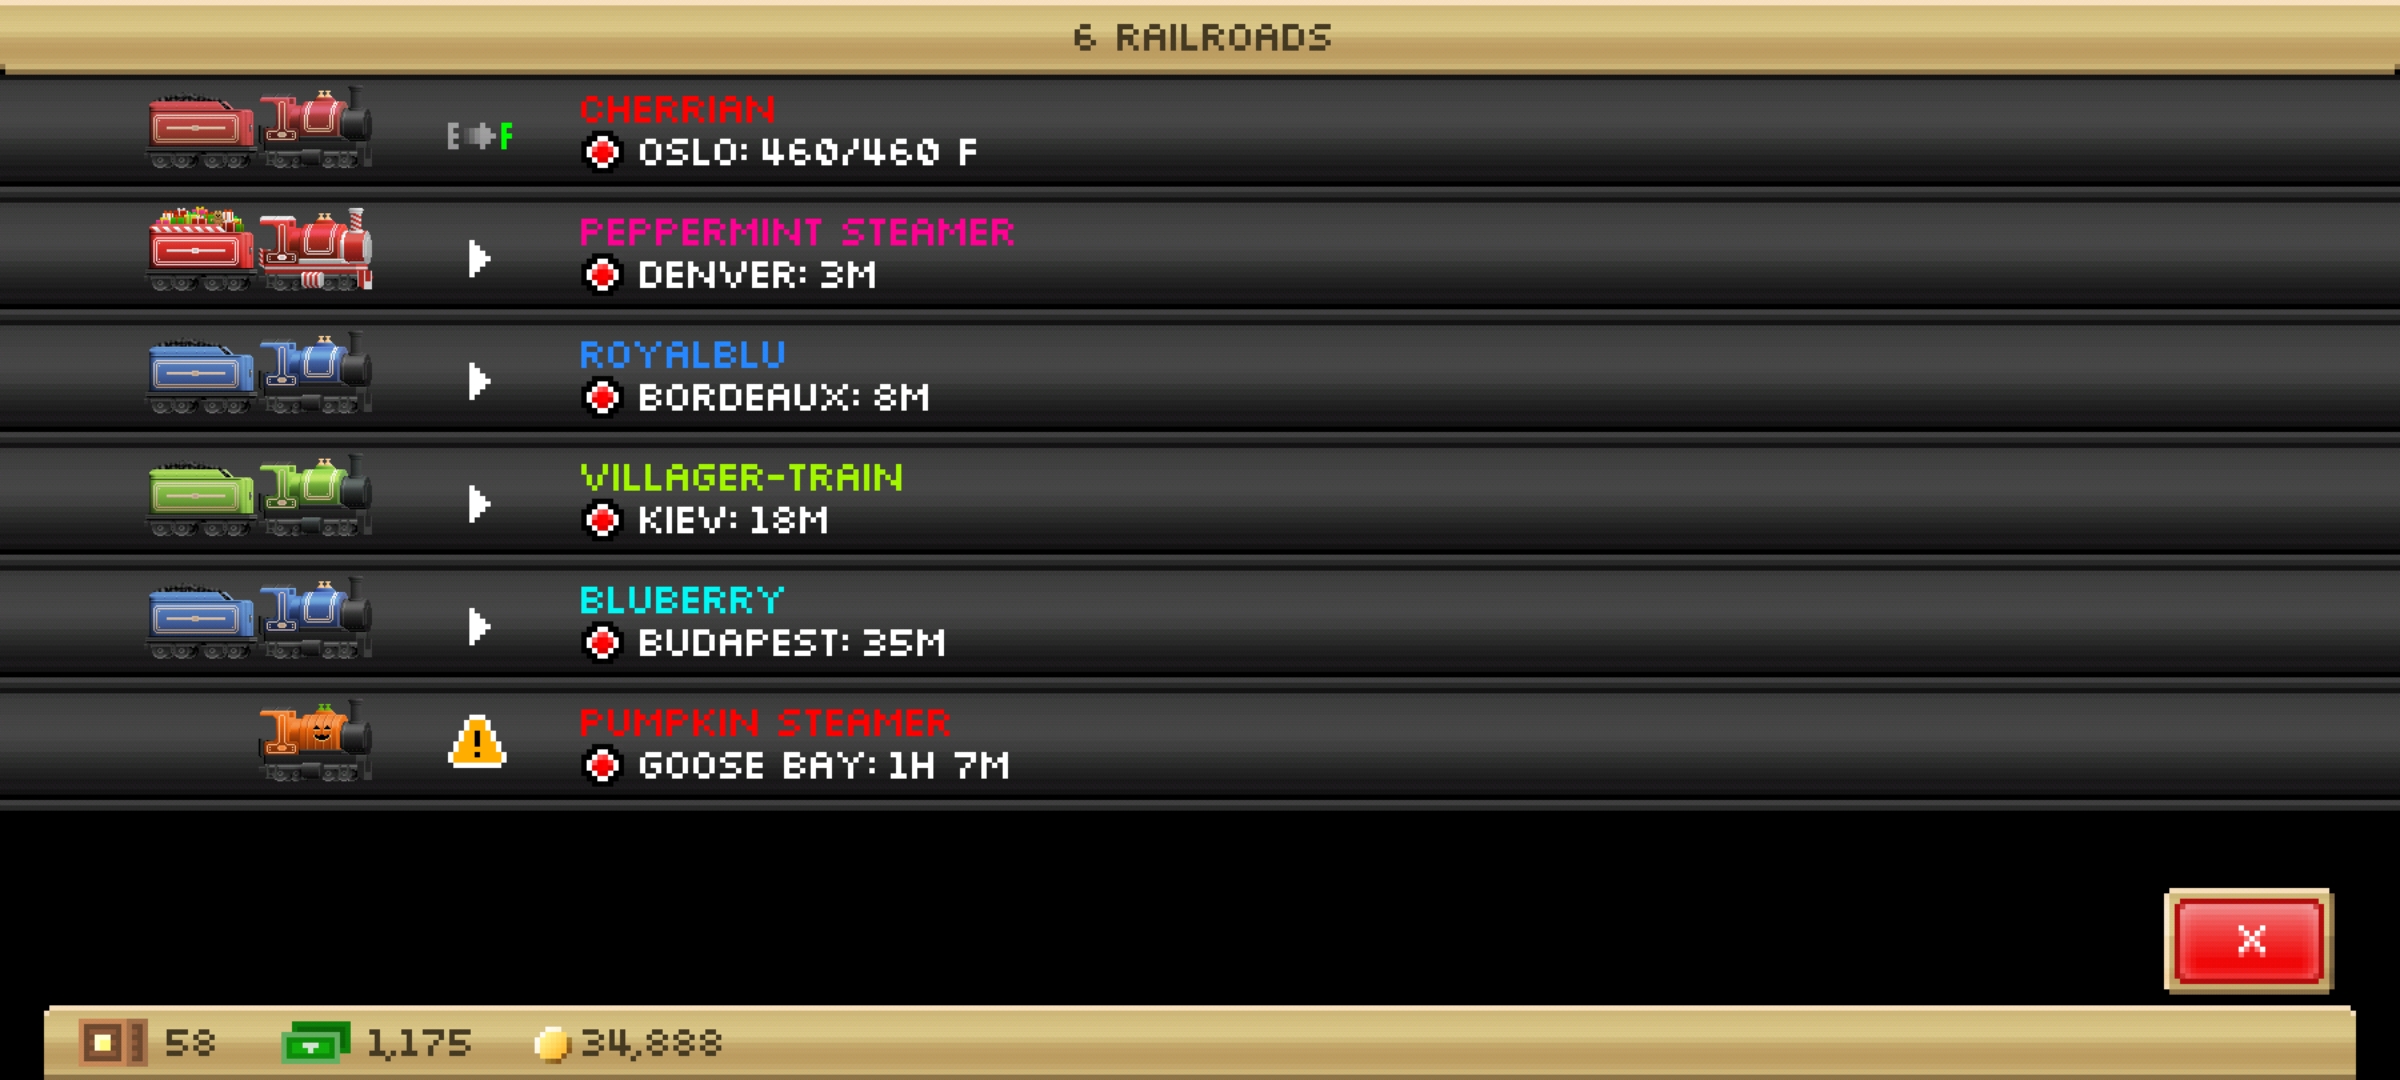 6 RAILROADS
CHERRIAN
E F
OSLO: 460/460 F
PEPPERMINT STEAMER
DENVER: 3M
ROYALBLU
BORDEAUX: 8M
VILLAGER-TRAIN
KIEV: 18M
BLUBERRY
BUDAPEST: 35M
PUMPKIN STEAMER
!
GOOSE BAY: 1H 7M
X
58 1,175 34,888